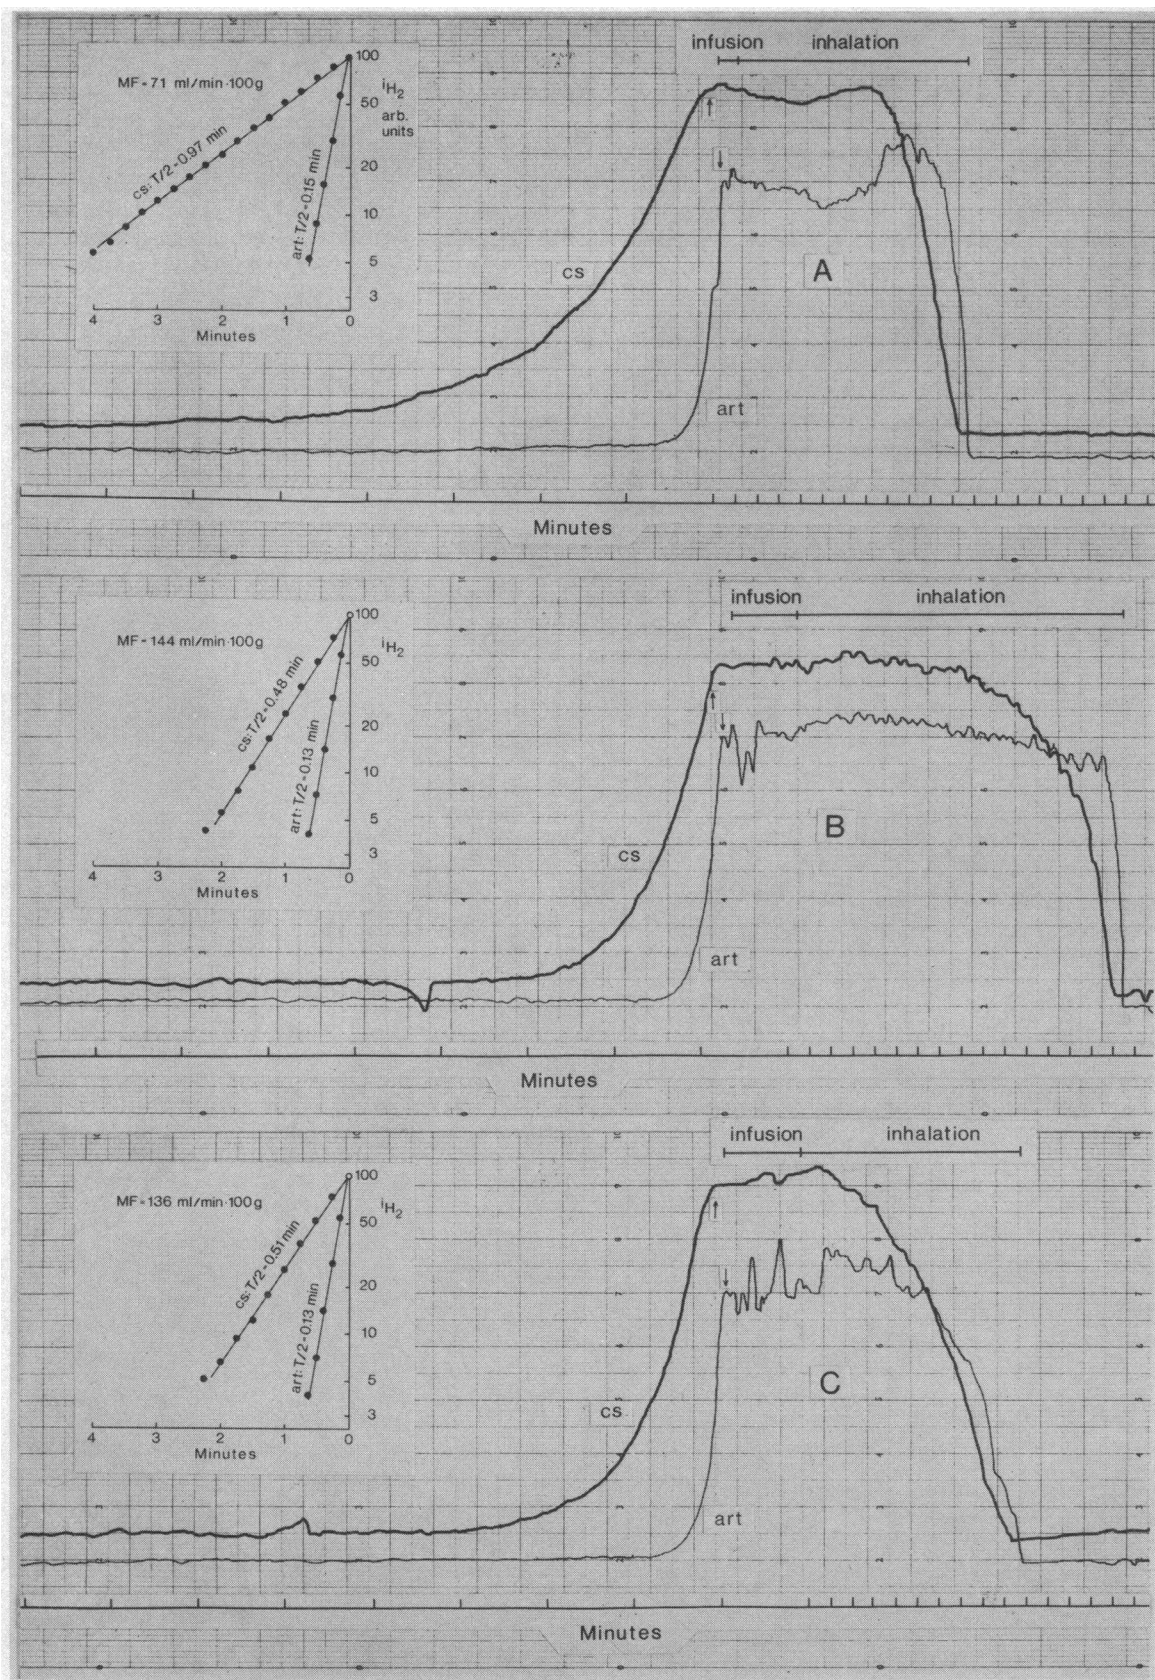 infusion inhalation
MF = 71 ml/min·100g
cs: T/2 = 0.97 min
art: T/2 = 0.15 min
100
50
20
10
5
3
iH2
arb.
units
4 3 2 1 0
Minutes
cs
art
A
Minutes
infusion inhalation
MF = 144 ml/min·100g
cs: T/2 = 0.48 min
art: T/2 = 0.13 min
100
50
20
10
5
3
iH2
4 3 2 1 0
Minutes
cs
art
B
Minutes
infusion inhalation
MF = 136 ml/min·100g
cs: T/2 = 0.51 min
art: T/2 = 0.13 min
100
50
20
10
5
3
iH2
4 3 2 1 0
Minutes
cs
art
C
Minutes